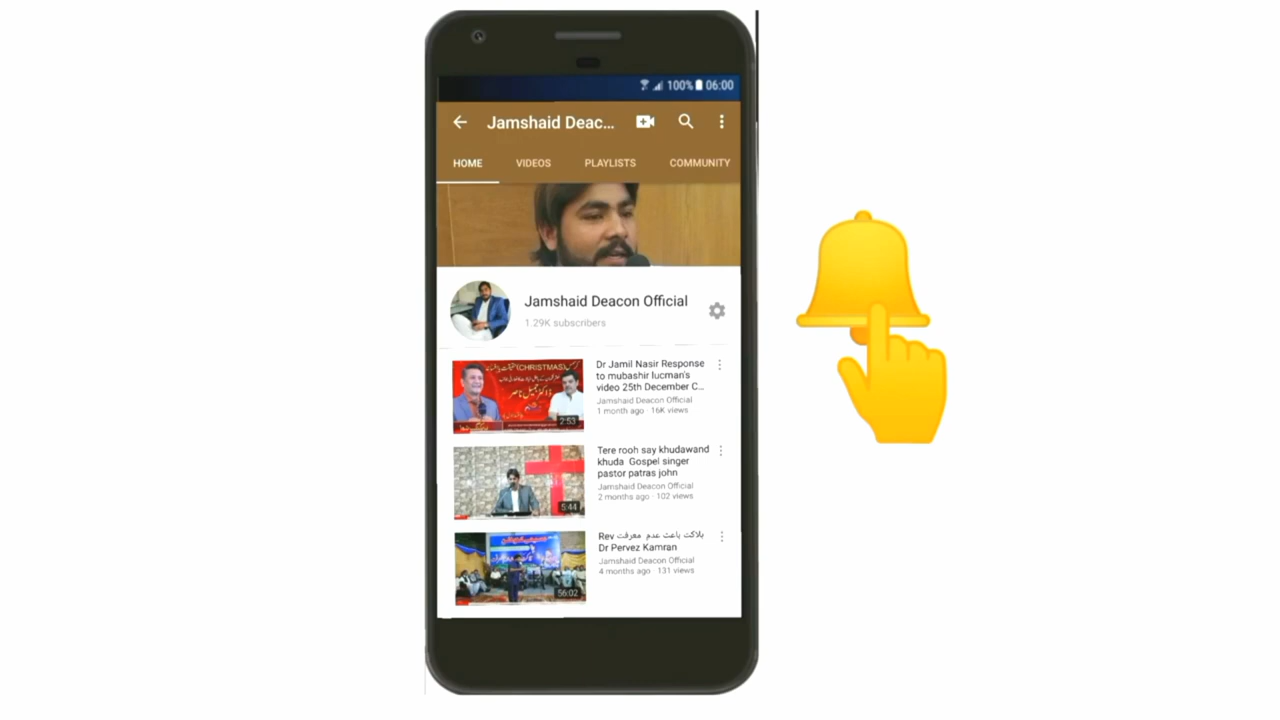 100% 06:00
Jamshaid Deac...
HOME VIDEOS PLAYLISTS COMMUNITY
Jamshaid Deacon Official
1.29K subscribers
(CHRISTMAS)
2:53
Dr Jamil Nasir Response
to mubashir lucman's
video 25th December C...
Jamshaid Deacon Official
1 month ago · 16K views
5:44
Tere rooh say khudawand
khuda Gospel singer
pastor patras john
Jamshaid Deacon Official
2 months ago · 102 views
56:02
Rev ہلاکت باعث عدم معرفت
Dr Pervez Kamran
Jamshaid Deacon Official
4 months ago · 131 views